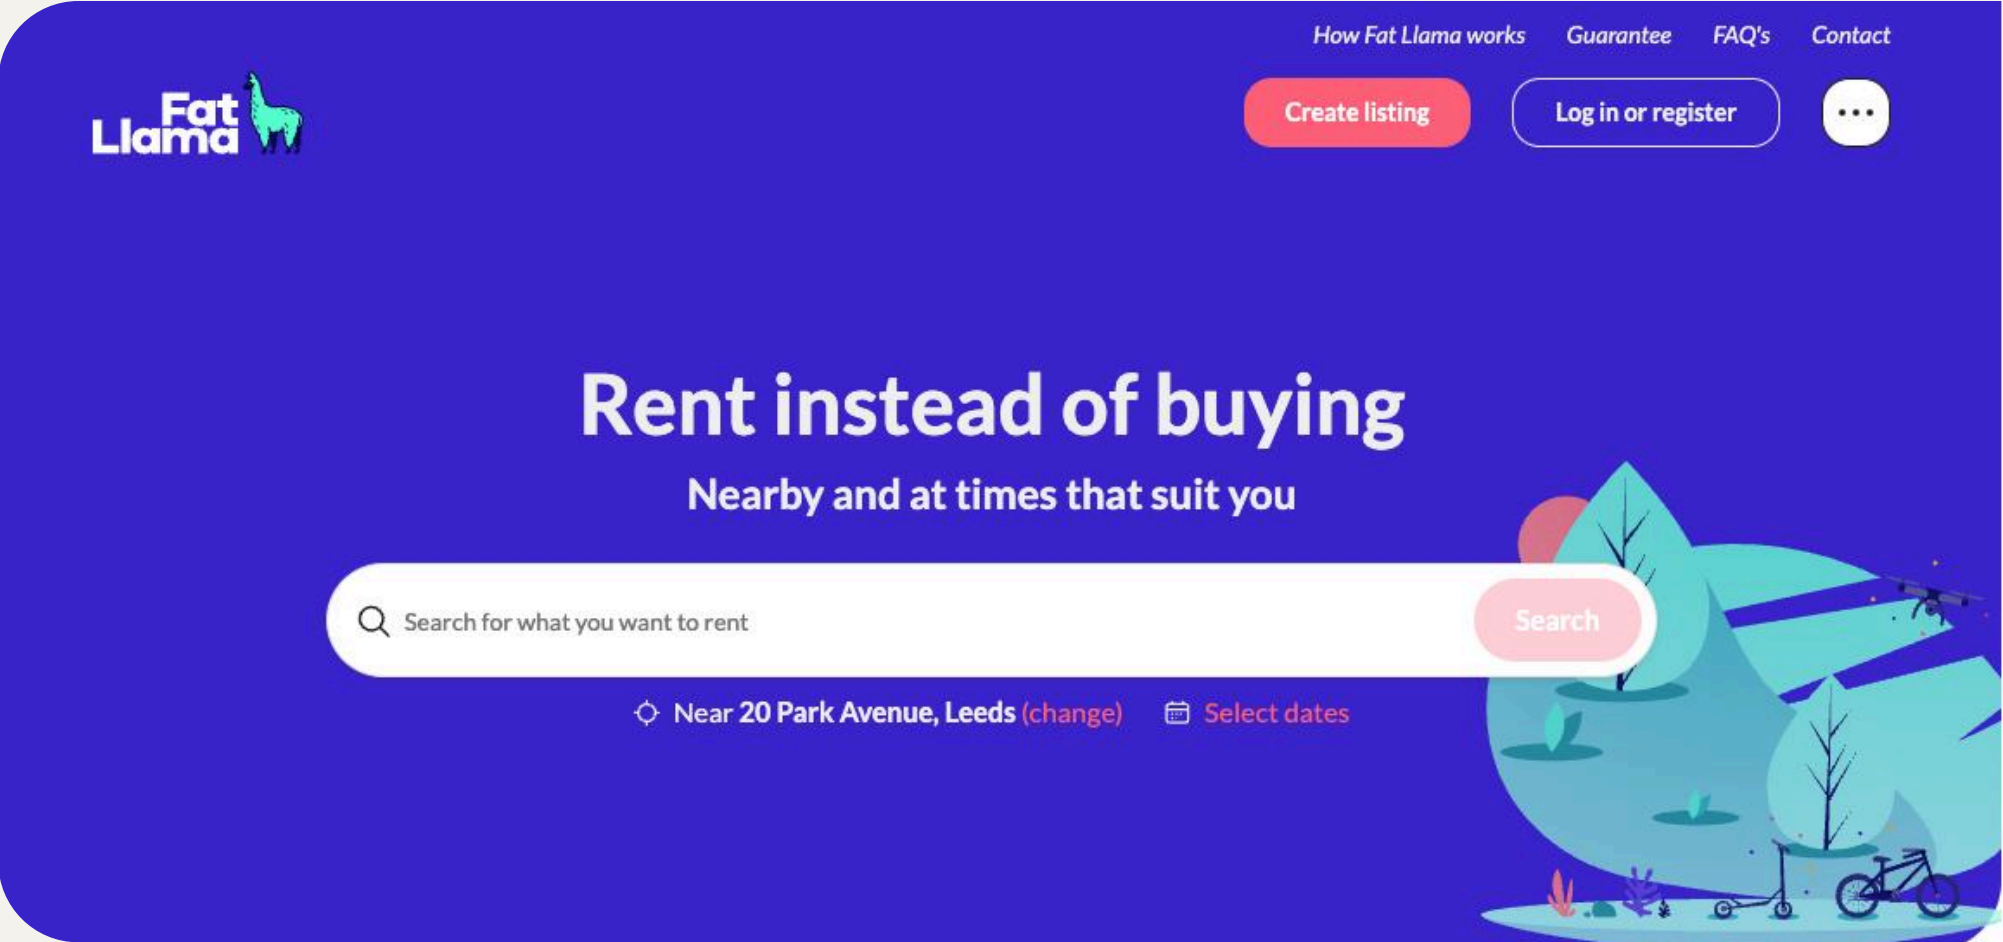 How Fat Llama works Guarantee FAQ's Contact
Fat
Llama
Create listing Log in or register
Rent instead of buying
Nearby and at times that suit you
Search for what you want to rent Search
Near 20 Park Avenue, Leeds (change) Select dates